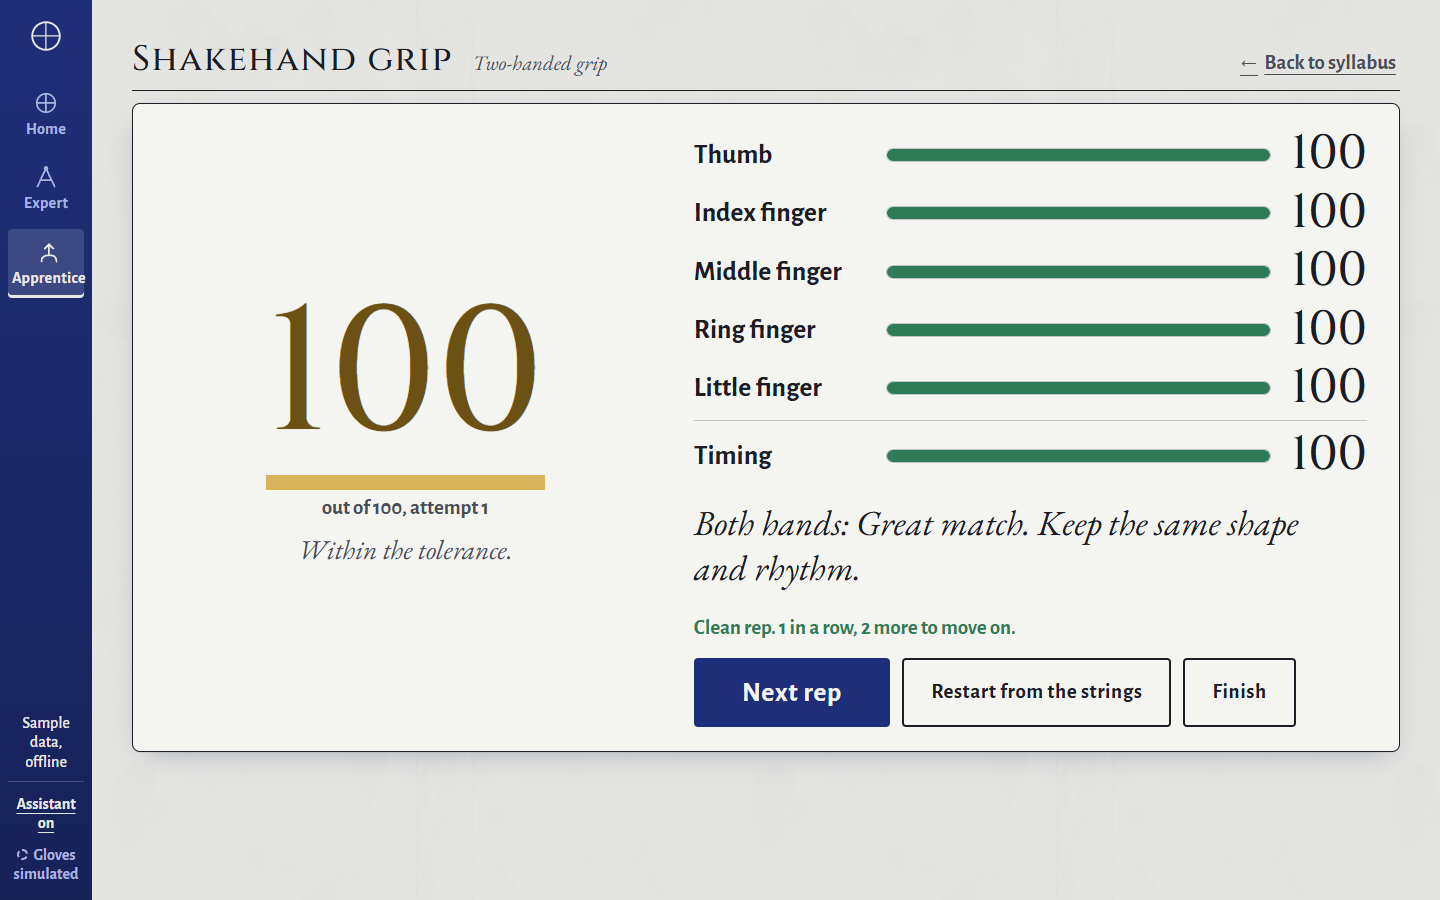 Home
Expert
Apprentice
Sample
data,
offline
Assistant
on
Gloves
simulated
Shakehand grip Two-handed grip
← Back to syllabus
100
out of 100, attempt 1
Within the tolerance.
Thumb 100
Index finger 100
Middle finger 100
Ring finger 100
Little finger 100
Timing 100
Both hands: Great match. Keep the same shape
and rhythm.
Clean rep. 1 in a row, 2 more to move on.
Next rep Restart from the strings Finish